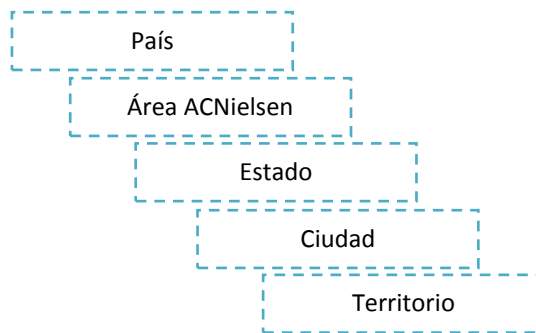 País
Área ACNielsen
Estado
Ciudad
Territorio